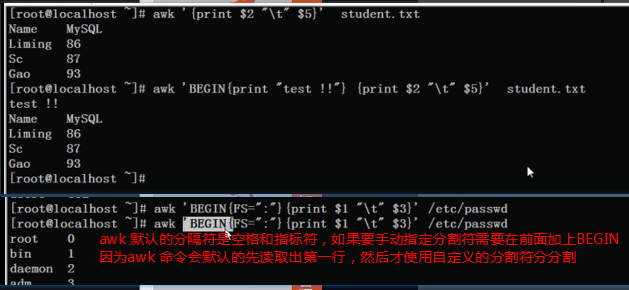 [root@localhost ~]# awk '{print $2 "\t" $5}'  student.txt
Name    MySQL
Liming  86
Sc      87
Gao     93
[root@localhost ~]# awk 'BEGIN{print "test !!"} {print $2 "\t" $5}'  student.txt
test !!
Name    MySQL
Liming  86
Sc      87
Gao     93
[root@localhost ~]#
[root@localhost ~]# awk 'BEGIN{FS=":"}{print $1 "\t" $3}' /etc/passwd
[root@localhost ~]# awk 'BEGIN{FS=":"}{print $1 "\t" $3}' /etc/passwd
root    0
bin     1
daemon  2
adm     3
awk 默认的分隔符是空格和指标符，如果要手动指定分割符需要在前面加上BEGIN
因为awk 命令会默认的先读取出第一行，然后才使用自定义的分割符分分割